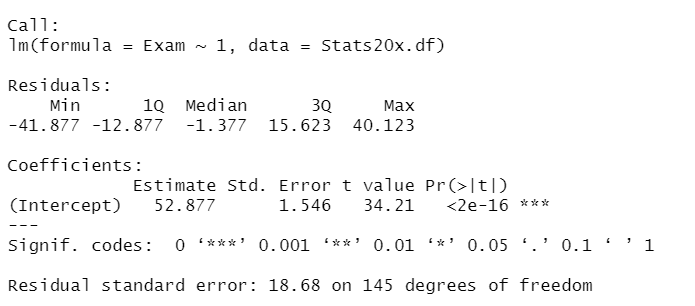 Call:
lm(formula = Exam ~ 1, data = Stats20x.df)
Residuals:
Min 1Q Median 3Q Max
-41.877 -12.877 -1.377 15.623 40.123
Coefficients:
Estimate Std. Error t value Pr(>|t|)
(Intercept) 52.877 1.546 34.21 <2e-16 ***
---
Signif. codes: 0 ‘***’ 0.001 ‘**’ 0.01 ‘*’ 0.05 ‘.’ 0.1 ‘ ’ 1
Residual standard error: 18.68 on 145 degrees of freedom